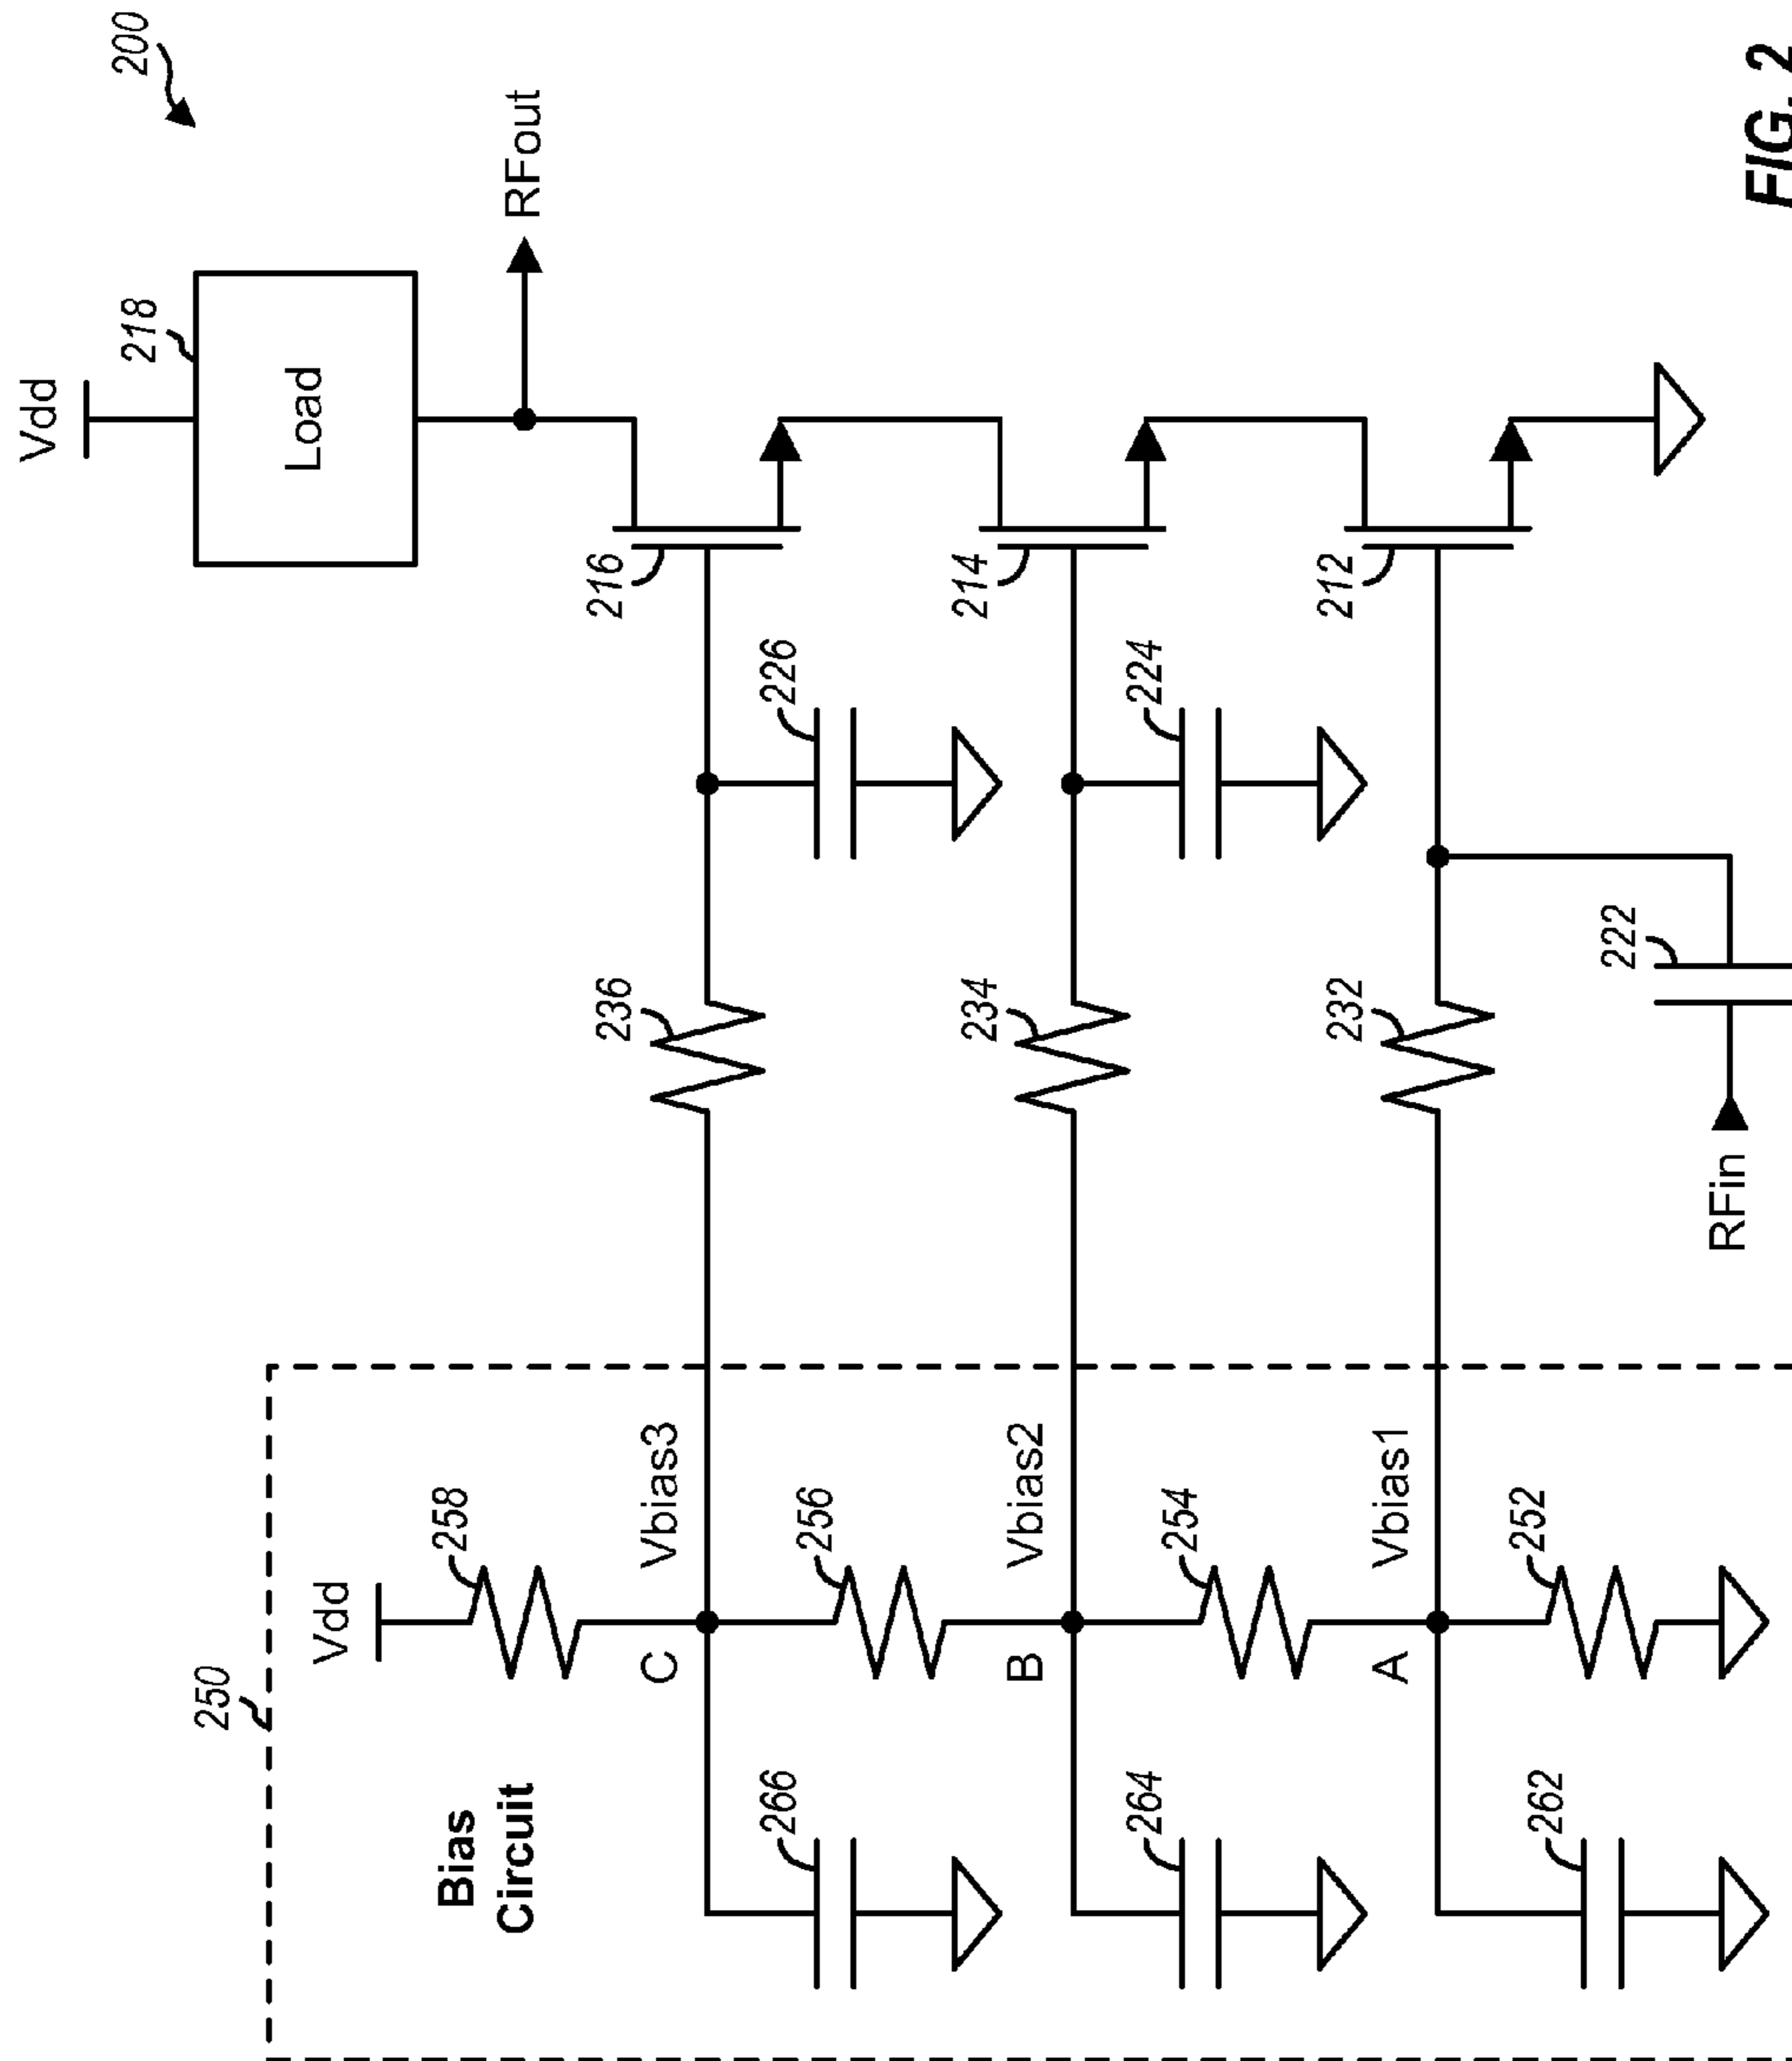 200
Vdd
218
Load
RFout
216
226
236
214
224
234
212
232
222
RFin
250
Bias
Circuit
Vdd
258
C
Vbias3
266
256
B
Vbias2
264
254
A
Vbias1
262
252
FIG. 2